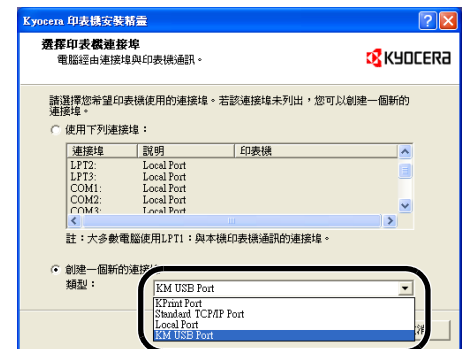 Kyocera 印表機安裝精靈
選擇印表機連接埠
電腦經由連接埠與印表機通訊。
KYOCERA
請選擇您希望印表機使用的連接埠。若該連接埠未列出，您可以創建一個新的
連接埠。
使用下列連接埠：
連接埠 說明 印表機
LPT2: Local Port
LPT3: Local Port
COM1: Local Port
COM2: Local Port
COM3: Local Port
註：大多數電腦使用LPT1：與本機印表機通訊的連接埠。
創建一個新的連接埠
類型： KM USB Port
KPrint Port
Standard TCP/IP Port
Local Port
KM USB Port